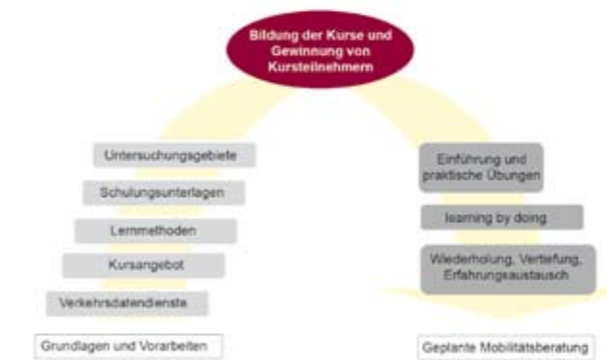 Bildung der Kurse und
Gewinnung von
Kursteilnehmern
Untersuchungsgebiete
Schulungsunterlagen
Lernmethoden
Kursangebot
Verkehrsdatendienste
Grundlagen und Vorarbeiten
Einführung und
praktische Übungen
learning by doing
Wiederholung, Vertiefung,
Erfahrungsaustausch
Geplante Mobilitätsberatung